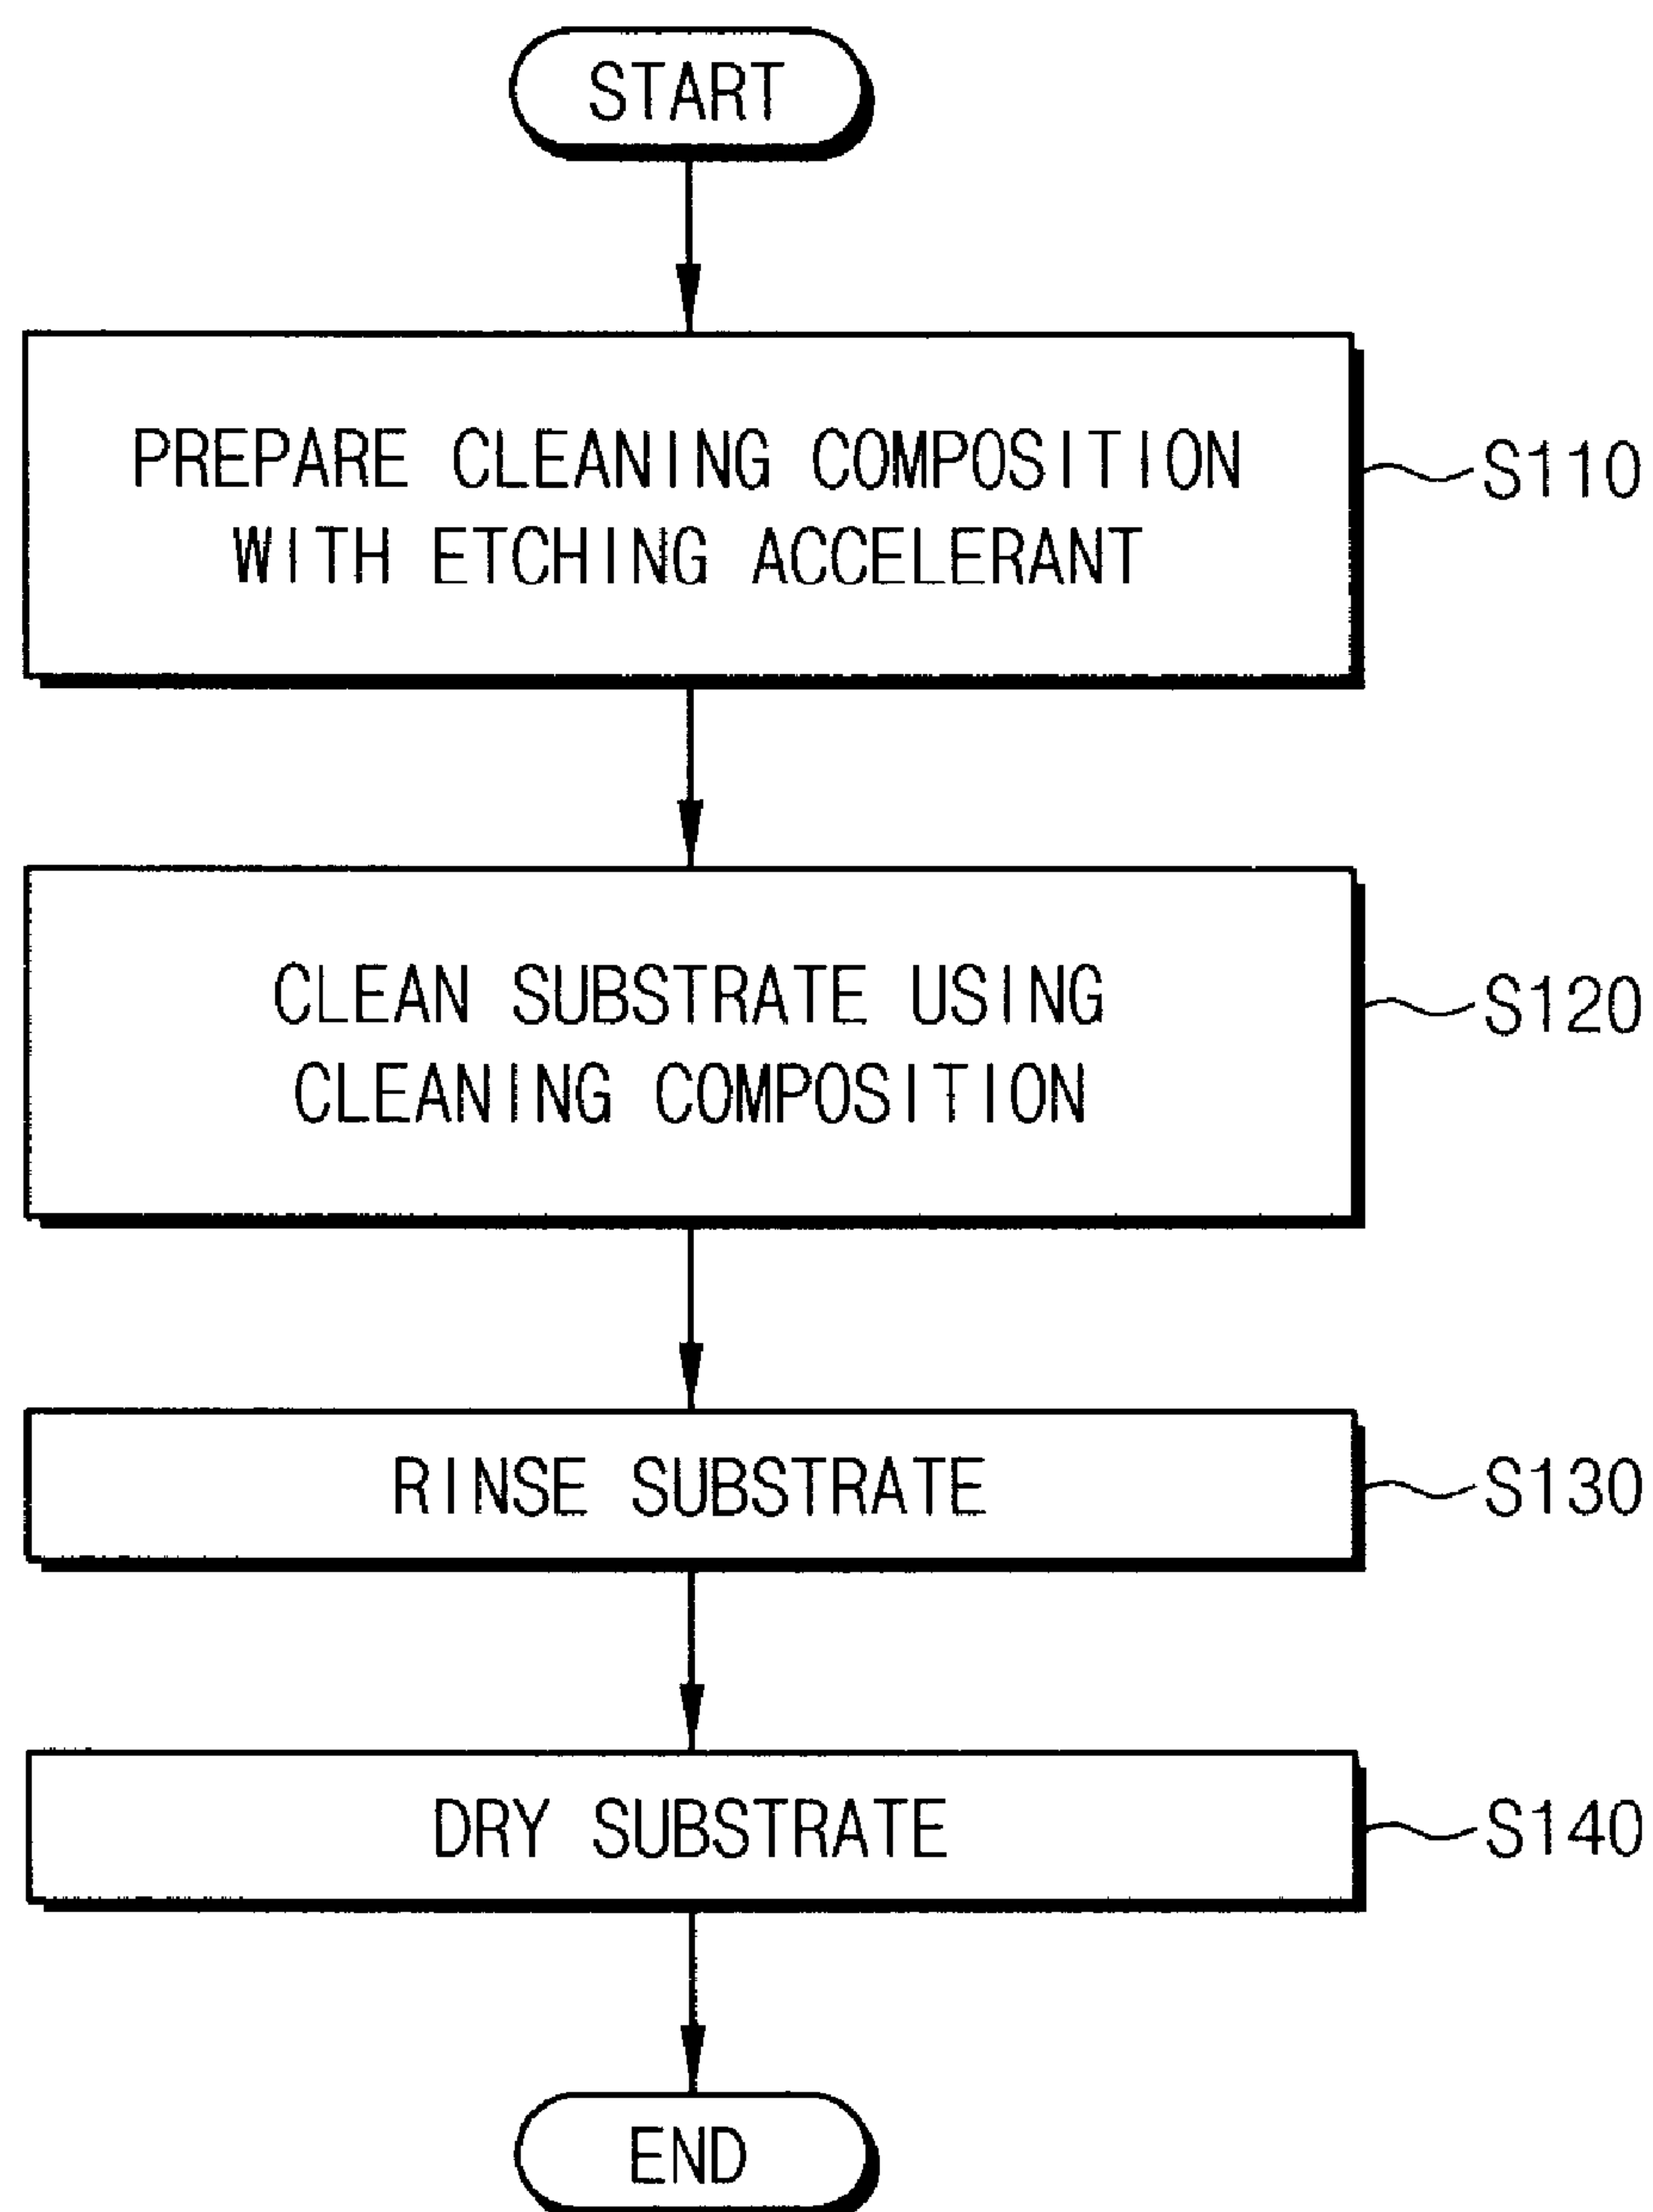 START
PREPARE CLEANING COMPOSITION
WITH ETCHING ACCELERANT
S110
CLEAN SUBSTRATE USING
CLEANING COMPOSITION
S120
RINSE SUBSTRATE
S130
DRY SUBSTRATE
S140
END